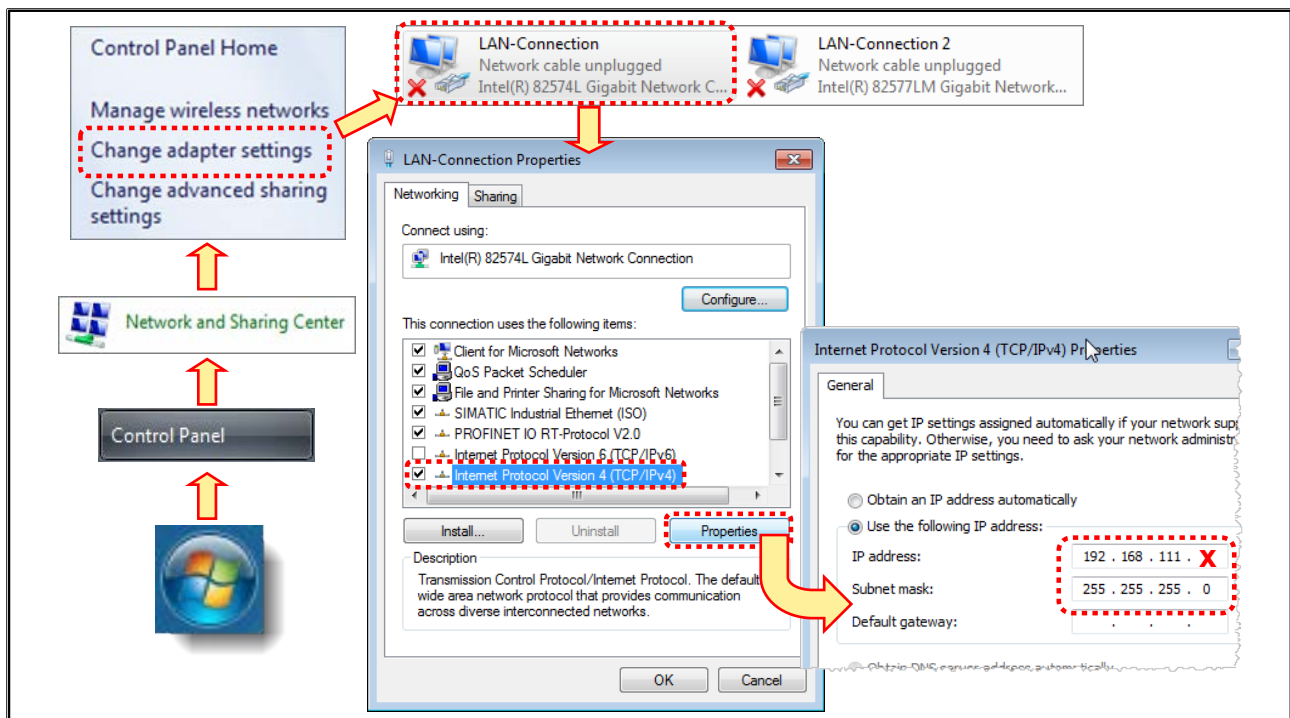 Control Panel Home
Manage wireless networks
Change adapter settings
Change advanced sharing
settings
LAN-Connection
Network cable unplugged
Intel(R) 82574L Gigabit Network C...
LAN-Connection 2
Network cable unplugged
Intel(R) 82577LM Gigabit Network...
Network and Sharing Center
Control Panel
LAN-Connection Properties
Networking
Sharing
Connect using:
Intel(R) 82574L Gigabit Network Connection
Configure...
This connection uses the following items:
Client for Microsoft Networks
QoS Packet Scheduler
File and Printer Sharing for Microsoft Networks
SIMATIC Industrial Ethernet (ISO)
PROFINET IO RT-Protocol V2.0
Internet Protocol Version 6 (TCP/IPv6)
Internet Protocol Version 4 (TCP/IPv4)
Install...
Uninstall
Properties
Description
Transmission Control Protocol/Internet Protocol. The default
wide area network protocol that provides communication
across diverse interconnected networks.
OK
Cancel
Internet Protocol Version 4 (TCP/IPv4) Properties
General
You can get IP settings assigned automatically if your network sup
this capability. Otherwise, you need to ask your network administr
for the appropriate IP settings.
Obtain an IP address automatically
Use the following IP address:
IP address:
192 . 168 . 111 . X
Subnet mask:
255 . 255 . 255 . 0
Default gateway:
. . .
Obtain DNS server address automatically